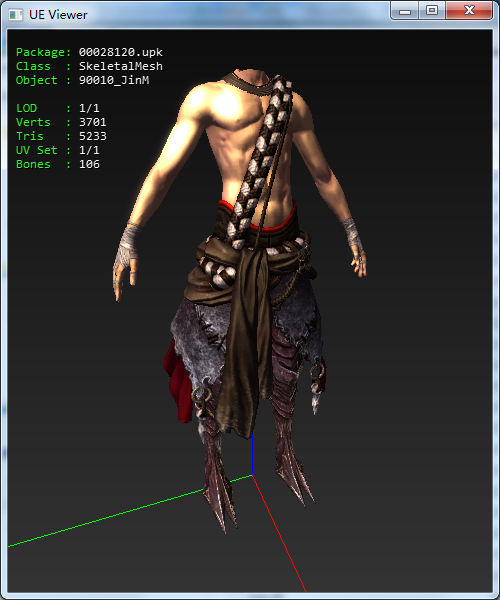 UE Viewer
Package: 00028120.upk
Class : SkeletalMesh
Object : 90010_JinM
LOD : 1/1
Verts : 3701
Tris : 5233
UV Set : 1/1
Bones : 106